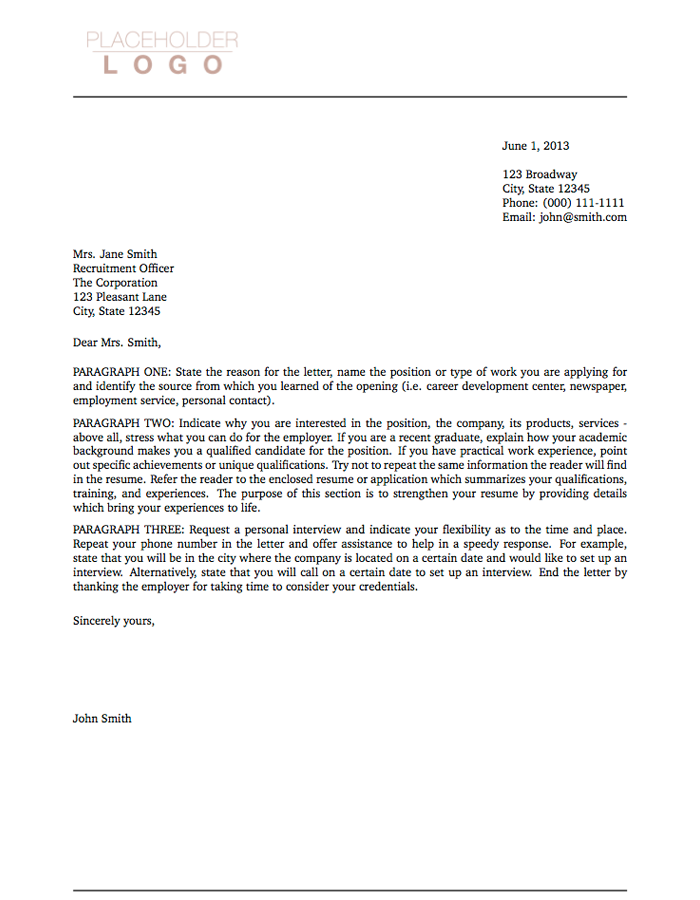 PLACEHOLDER
LOGO
June 1, 2013
123 Broadway
City, State 12345
Phone: (000) 111-1111
Email: john@smith.com
Mrs. Jane Smith
Recruitment Officer
The Corporation
123 Pleasant Lane
City, State 12345
Dear Mrs. Smith,
PARAGRAPH ONE: State the reason for the letter, name the position or type of work you are applying for
and identify the source from which you learned of the opening (i.e. career development center, newspaper,
employment service, personal contact).
PARAGRAPH TWO: Indicate why you are interested in the position, the company, its products, services -
above all, stress what you can do for the employer. If you are a recent graduate, explain how your academic
background makes you a qualified candidate for the position. If you have practical work experience, point
out specific achievements or unique qualifications. Try not to repeat the same information the reader will find
in the resume. Refer the reader to the enclosed resume or application which summarizes your qualifications,
training, and experiences. The purpose of this section is to strengthen your resume by providing details
which bring your experiences to life.
PARAGRAPH THREE: Request a personal interview and indicate your flexibility as to the time and place.
Repeat your phone number in the letter and offer assistance to help in a speedy response. For example,
state that you will be in the city where the company is located on a certain date and would like to set up an
interview. Alternatively, state that you will call on a certain date to set up an interview. End the letter by
thanking the employer for taking time to consider your credentials.
Sincerely yours,
John Smith